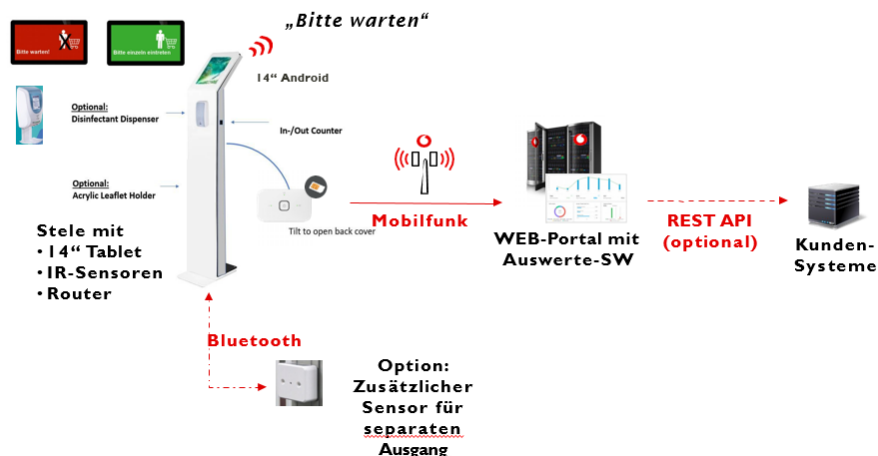 „Bitte warten“
Bitte warten!
Bitte einzeln eintreten
14“ Android
Optional:
Disinfectant Dispenser
In-/Out Counter
Optional:
Acrylic Leaflet Holder
Tilt to open back cover
Stele mit
• 14“ Tablet
• IR-Sensoren
• Router
Mobilfunk
WEB-Portal mit
Auswerte-SW
REST API
(optional)
Kunden-
Systeme
Bluetooth
Option:
Zusätzlicher
Sensor für
separaten
Ausgang